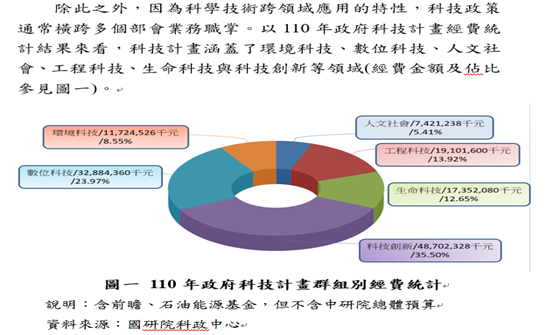 除此之外，因為科學技術跨領域應用的特性，科技政策
通常橫跨多個部會業務職掌。以 110 年政府科技計畫經費統
計結果來看，科技計畫涵蓋了環境科技、數位科技、人文社
會、工程科技、生命科技與科技創新等領域(經費金額及佔比
參見圖一)。
環境科技/11,724,526千元
/8.55%
人文社會/7,421,238千元
/5.41%
工程科技/19,101,600千元
/13.92%
數位科技/32,884,360千元
/23.97%
生命科技/17,352,080千元
/12.65%
科技創新/48,702,328千元
/35.50%
圖一 110 年政府科技計畫群組別經費統計
說明：含前瞻、石油能源基金，但不含中研院總體預算
資料來源：國研院科政中心